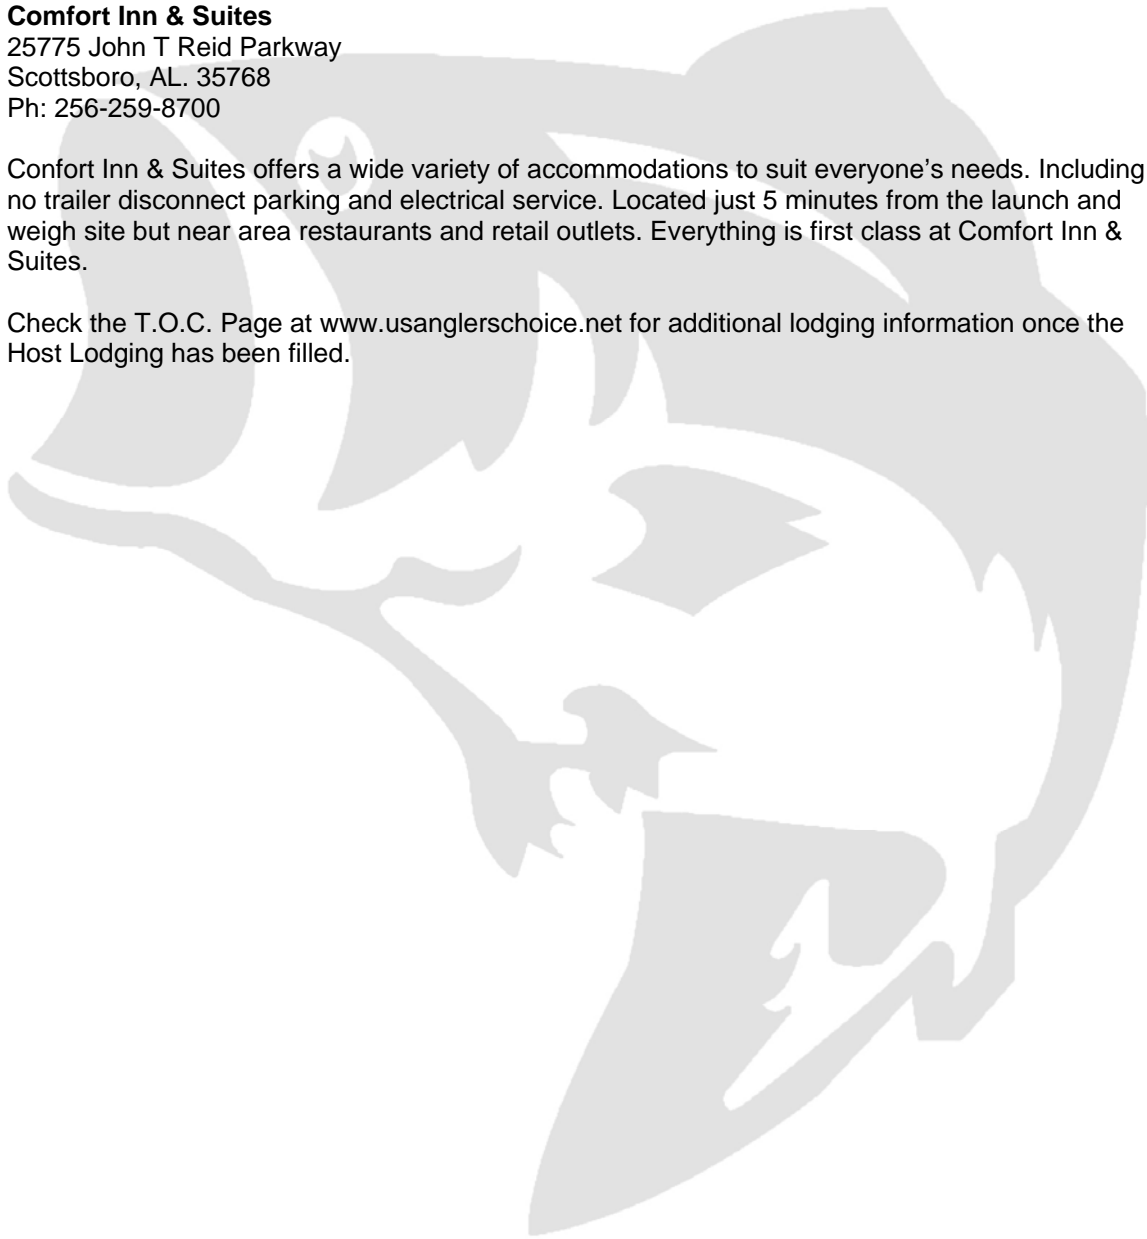 Comfort Inn & Suites
25775 John T Reid Parkway
Scottsboro, AL. 35768
Ph: 256-259-8700
Confort Inn & Suites offers a wide variety of accommodations to suit everyone’s needs. Including
no trailer disconnect parking and electrical service. Located just 5 minutes from the launch and
weigh site but near area restaurants and retail outlets. Everything is first class at Comfort Inn &
Suites.
Check the T.O.C. Page at www.usanglerschoice.net for additional lodging information once the
Host Lodging has been filled.